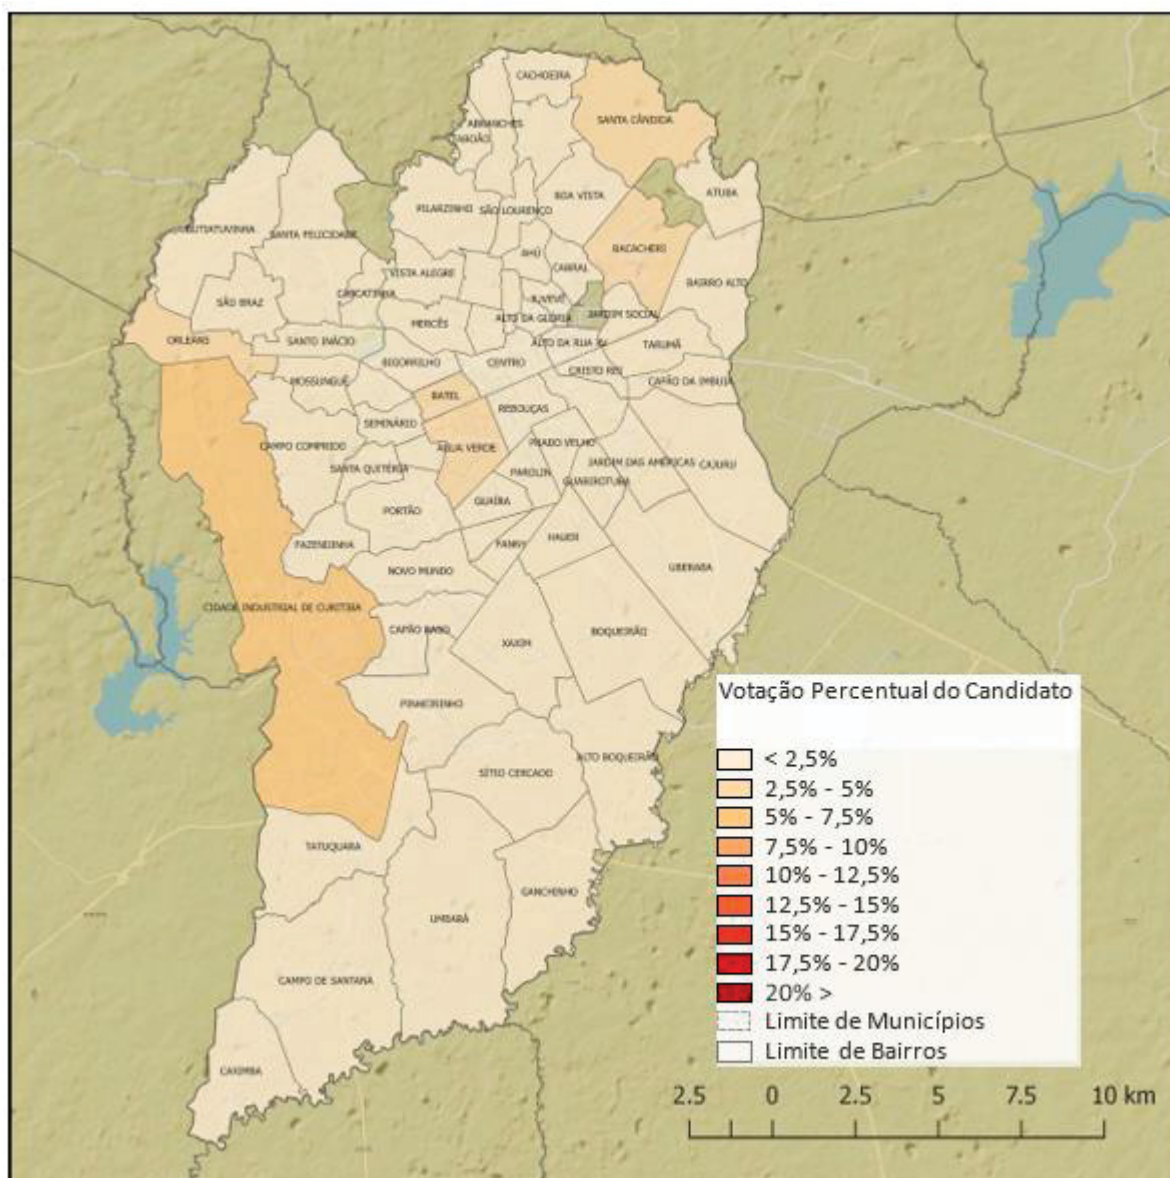 CACHOEIRA
SANTA CÂNDIDA
ABRANCHES
TABOÃO
BOA VISTA
ATUBA
PILARZINHO
SÃO LOURENÇO
BUTIATUVINHA
SANTA FELICIDADE
AHÚ
BACACHERI
CABRAL
VISTA ALEGRE
BAIRRO ALTO
SÃO BRAZ
CASCATINHA
JUVEVÊ
ALTO DA GLÓRIA
JARDIM SOCIAL
MERCÊS
ORLEANS
SANTO INÁCIO
ALTO DA RUA XV
TARUMÃ
BIGORRILHO
CENTRO
CRISTO REI
MOSSUNGUÊ
CAPÃO DA IMBUIA
BATEL
REBOUÇAS
SEMINÁRIO
CAMPO COMPRIDO
ÁGUA VERDE
PRADO VELHO
SANTA QUITÉRIA
PAROLIN
JARDIM DAS AMÉRICAS
CAJURU
GUABIROTUBA
GUAÍRA
PORTÃO
FAZENDINHA
FANNY
HAUER
NOVO MUNDO
UBERABA
CIDADE INDUSTRIAL DE CURITIBA
CAPÃO RASO
XAXIM
BOQUEIRÃO
PINHEIRINHO
SÍTIO CERCADO
ALTO BOQUEIRÃO
TATUQUARA
GANCHINHO
UMBARÁ
CAMPO DE SANTANA
CAXIMBA
Votação Percentual do Candidato
< 2,5%
2,5% - 5%
5% - 7,5%
7,5% - 10%
10% - 12,5%
12,5% - 15%
15% - 17,5%
17,5% - 20%
20% >
Limite de Municípios
Limite de Bairros
2.5 0 2.5 5 7.5 10 km